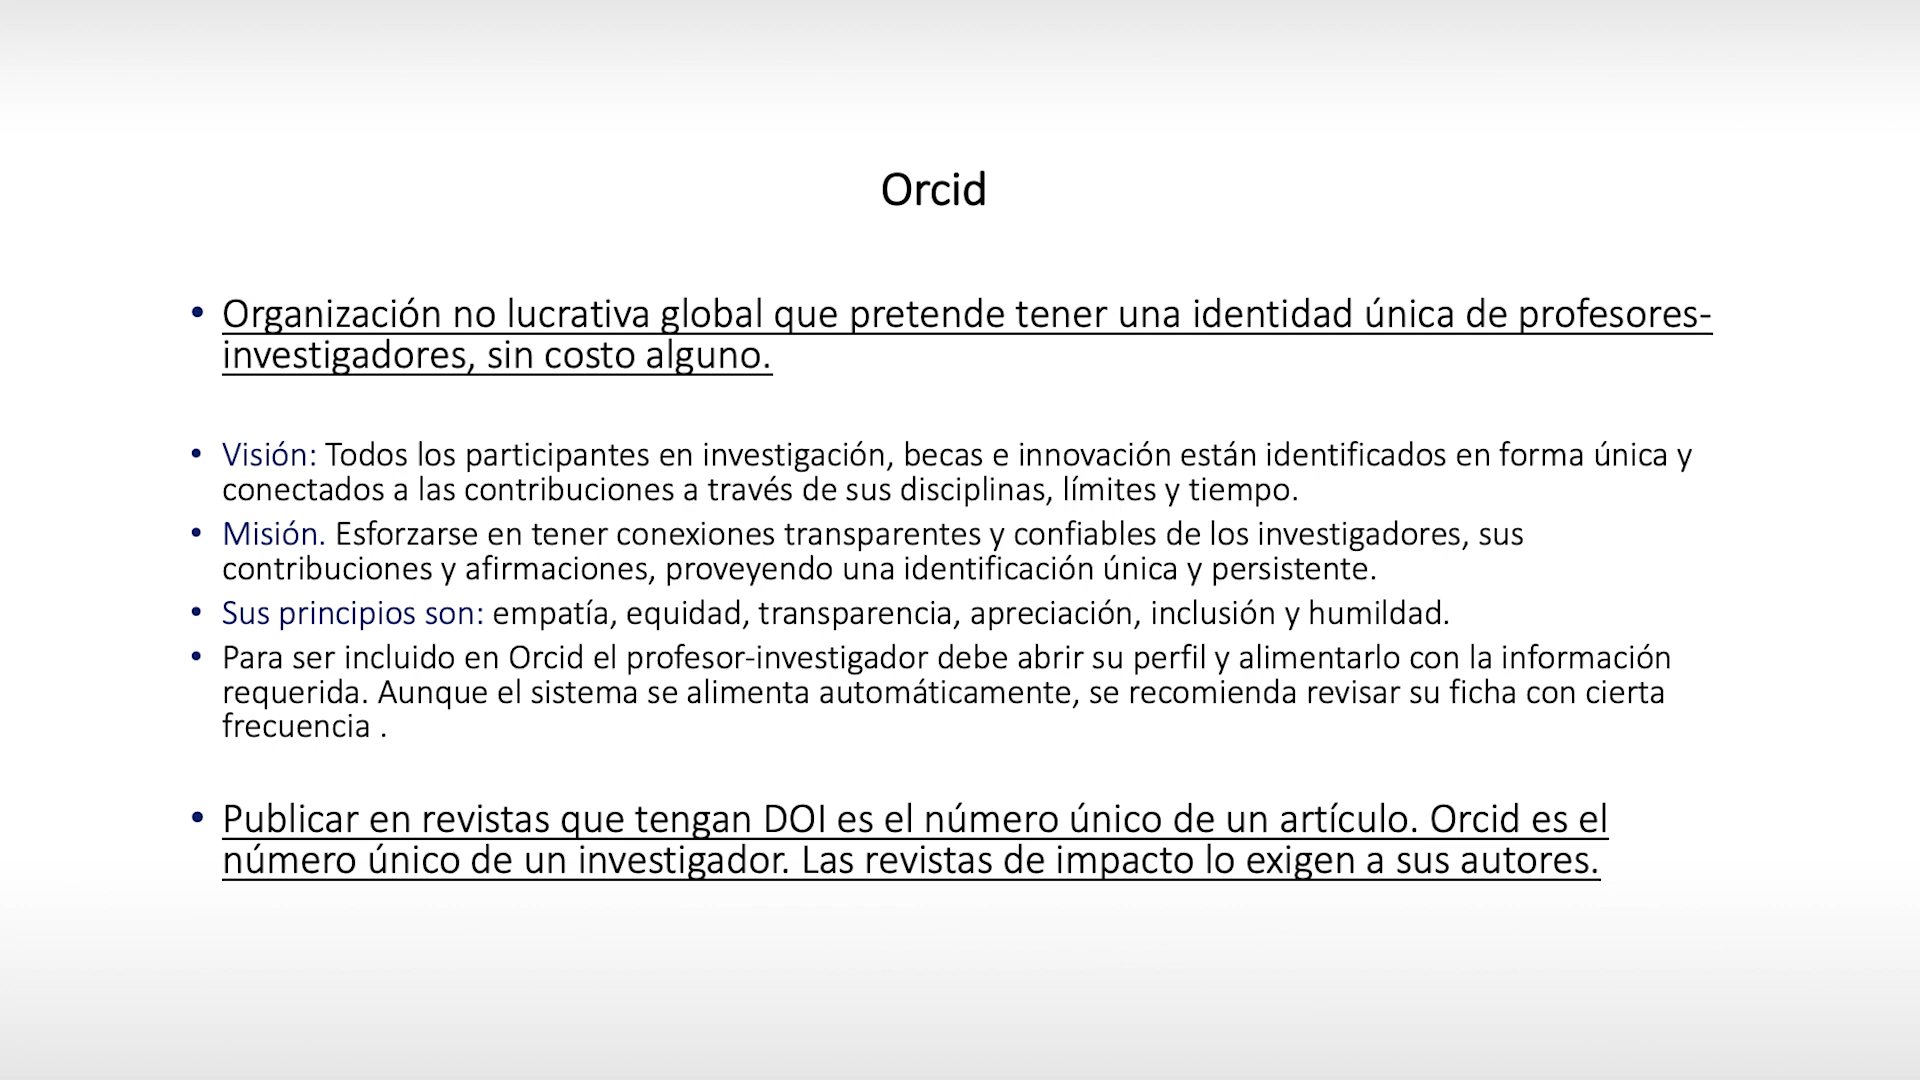 Orcid
• Organización no lucrativa global que pretende tener una identidad única de profesores-
investigadores, sin costo alguno.
• Visión: Todos los participantes en investigación, becas e innovación están identificados en forma única y
conectados a las contribuciones a través de sus disciplinas, límites y tiempo.
• Misión. Esforzarse en tener conexiones transparentes y confiables de los investigadores, sus
contribuciones y afirmaciones, proveyendo una identificación única y persistente.
• Sus principios son: empatía, equidad, transparencia, apreciación, inclusión y humildad.
• Para ser incluido en Orcid el profesor-investigador debe abrir su perfil y alimentarlo con la información
requerida. Aunque el sistema se alimenta automáticamente, se recomienda revisar su ficha con cierta
frecuencia .
• Publicar en revistas que tengan DOI es el número único de un artículo. Orcid es el
número único de un investigador. Las revistas de impacto lo exigen a sus autores.